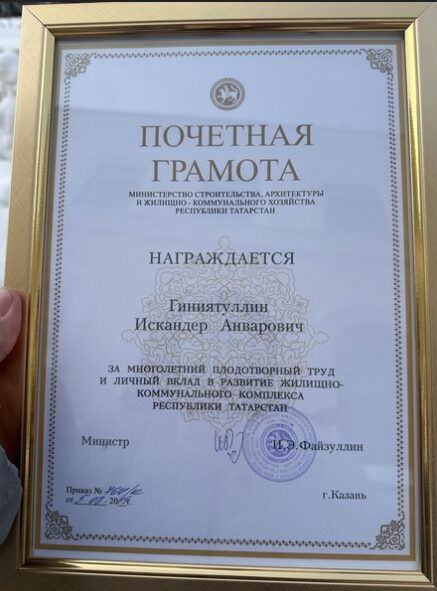 ПОЧЕТНАЯ
ГРАМОТА
МИНИСТЕРСТВО СТРОИТЕЛЬСТВА, АРХИТЕКТУРЫ
И ЖИЛИЩНО - КОММУНАЛЬНОГО ХОЗЯЙСТВА
РЕСПУБЛИКИ ТАТАРСТАН
НАГРАЖДАЕТСЯ
Гиниятуллин
Искандер Анварович
ЗА МНОГОЛЕТНИЙ ПЛОДОТВОРНЫЙ ТРУД
И ЛИЧНЫЙ ВКЛАД В РАЗВИТИЕ ЖИЛИЩНО-
КОММУНАЛЬНОГО КОМПЛЕКСА
РЕСПУБЛИКИ ТАТАРСТАН
Министр И.Э.Файзуллин
Приказ №
от г.
г.Казань